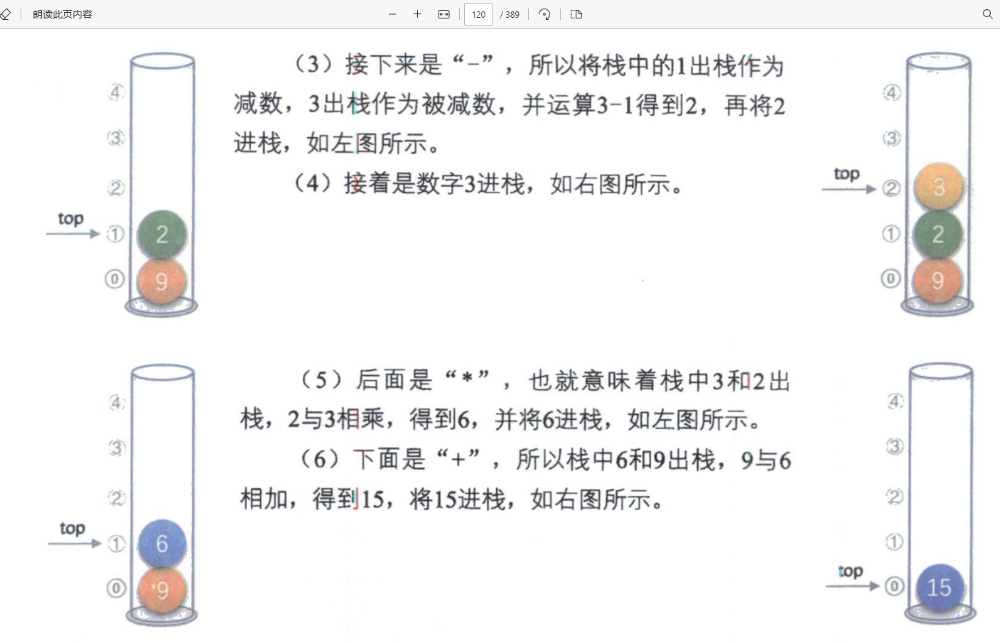 朗读此页内容
120 / 389
(3)接下来是“-”，所以将栈中的1出栈作为
减数，3出栈作为被减数，并运算3-1得到2，再将2
进栈，如左图所示。
(4)接着是数字3进栈，如右图所示。
④
③
②
top ① 2
⓪ 9
④
③
top ② 3
① 2
⓪ 9
(5)后面是“*”，也就意味着栈中3和2出
栈，2与3相乘，得到6，并将6进栈，如左图所示。
(6)下面是“+”，所以栈中6和9出栈，9与6
相加，得到15，将15进栈，如右图所示。
④
③
②
top ① 6
⓪ 9
④
③
②
①
top ⓪ 15